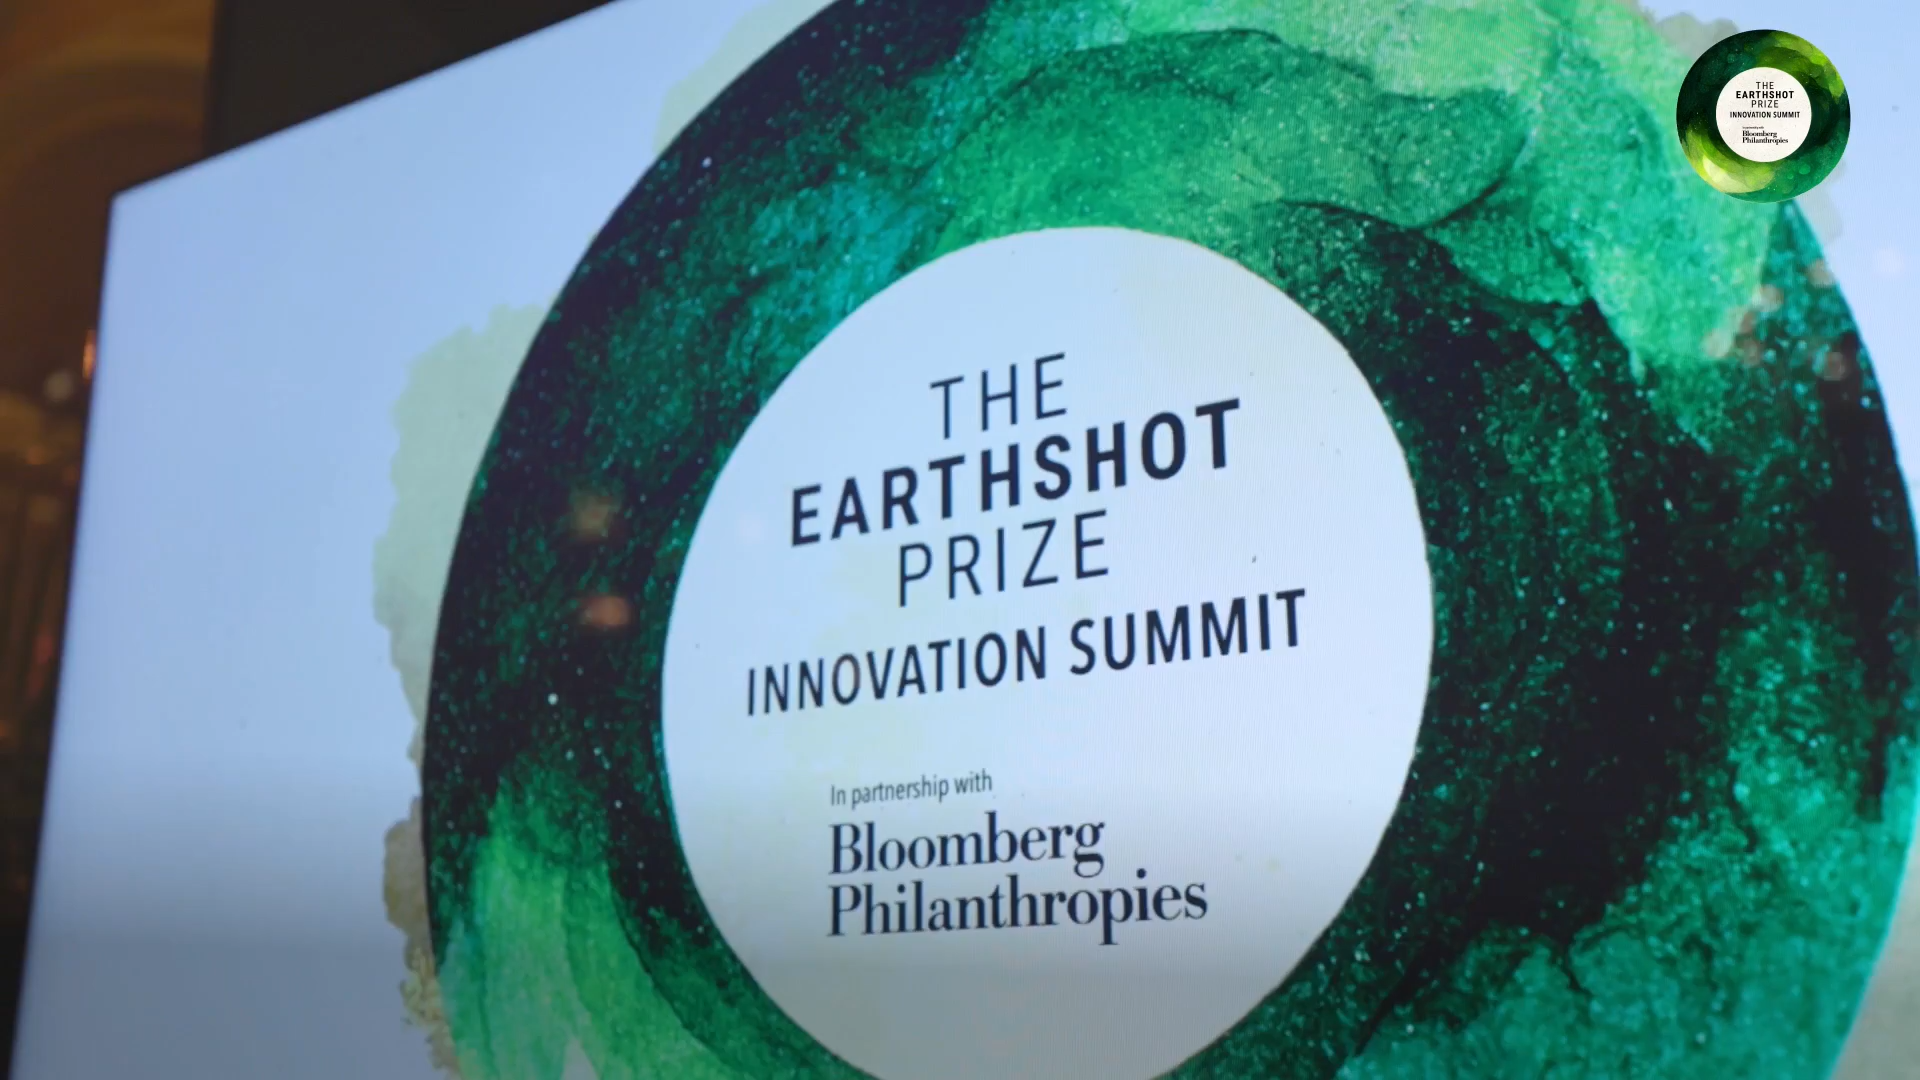 THE
EARTHSHOT
PRIZE
INNOVATION SUMMIT
In partnership with
Bloomberg
Philanthropies
THE
EARTHSHOT
PRIZE
INNOVATION SUMMIT
Bloomberg
Philanthropies